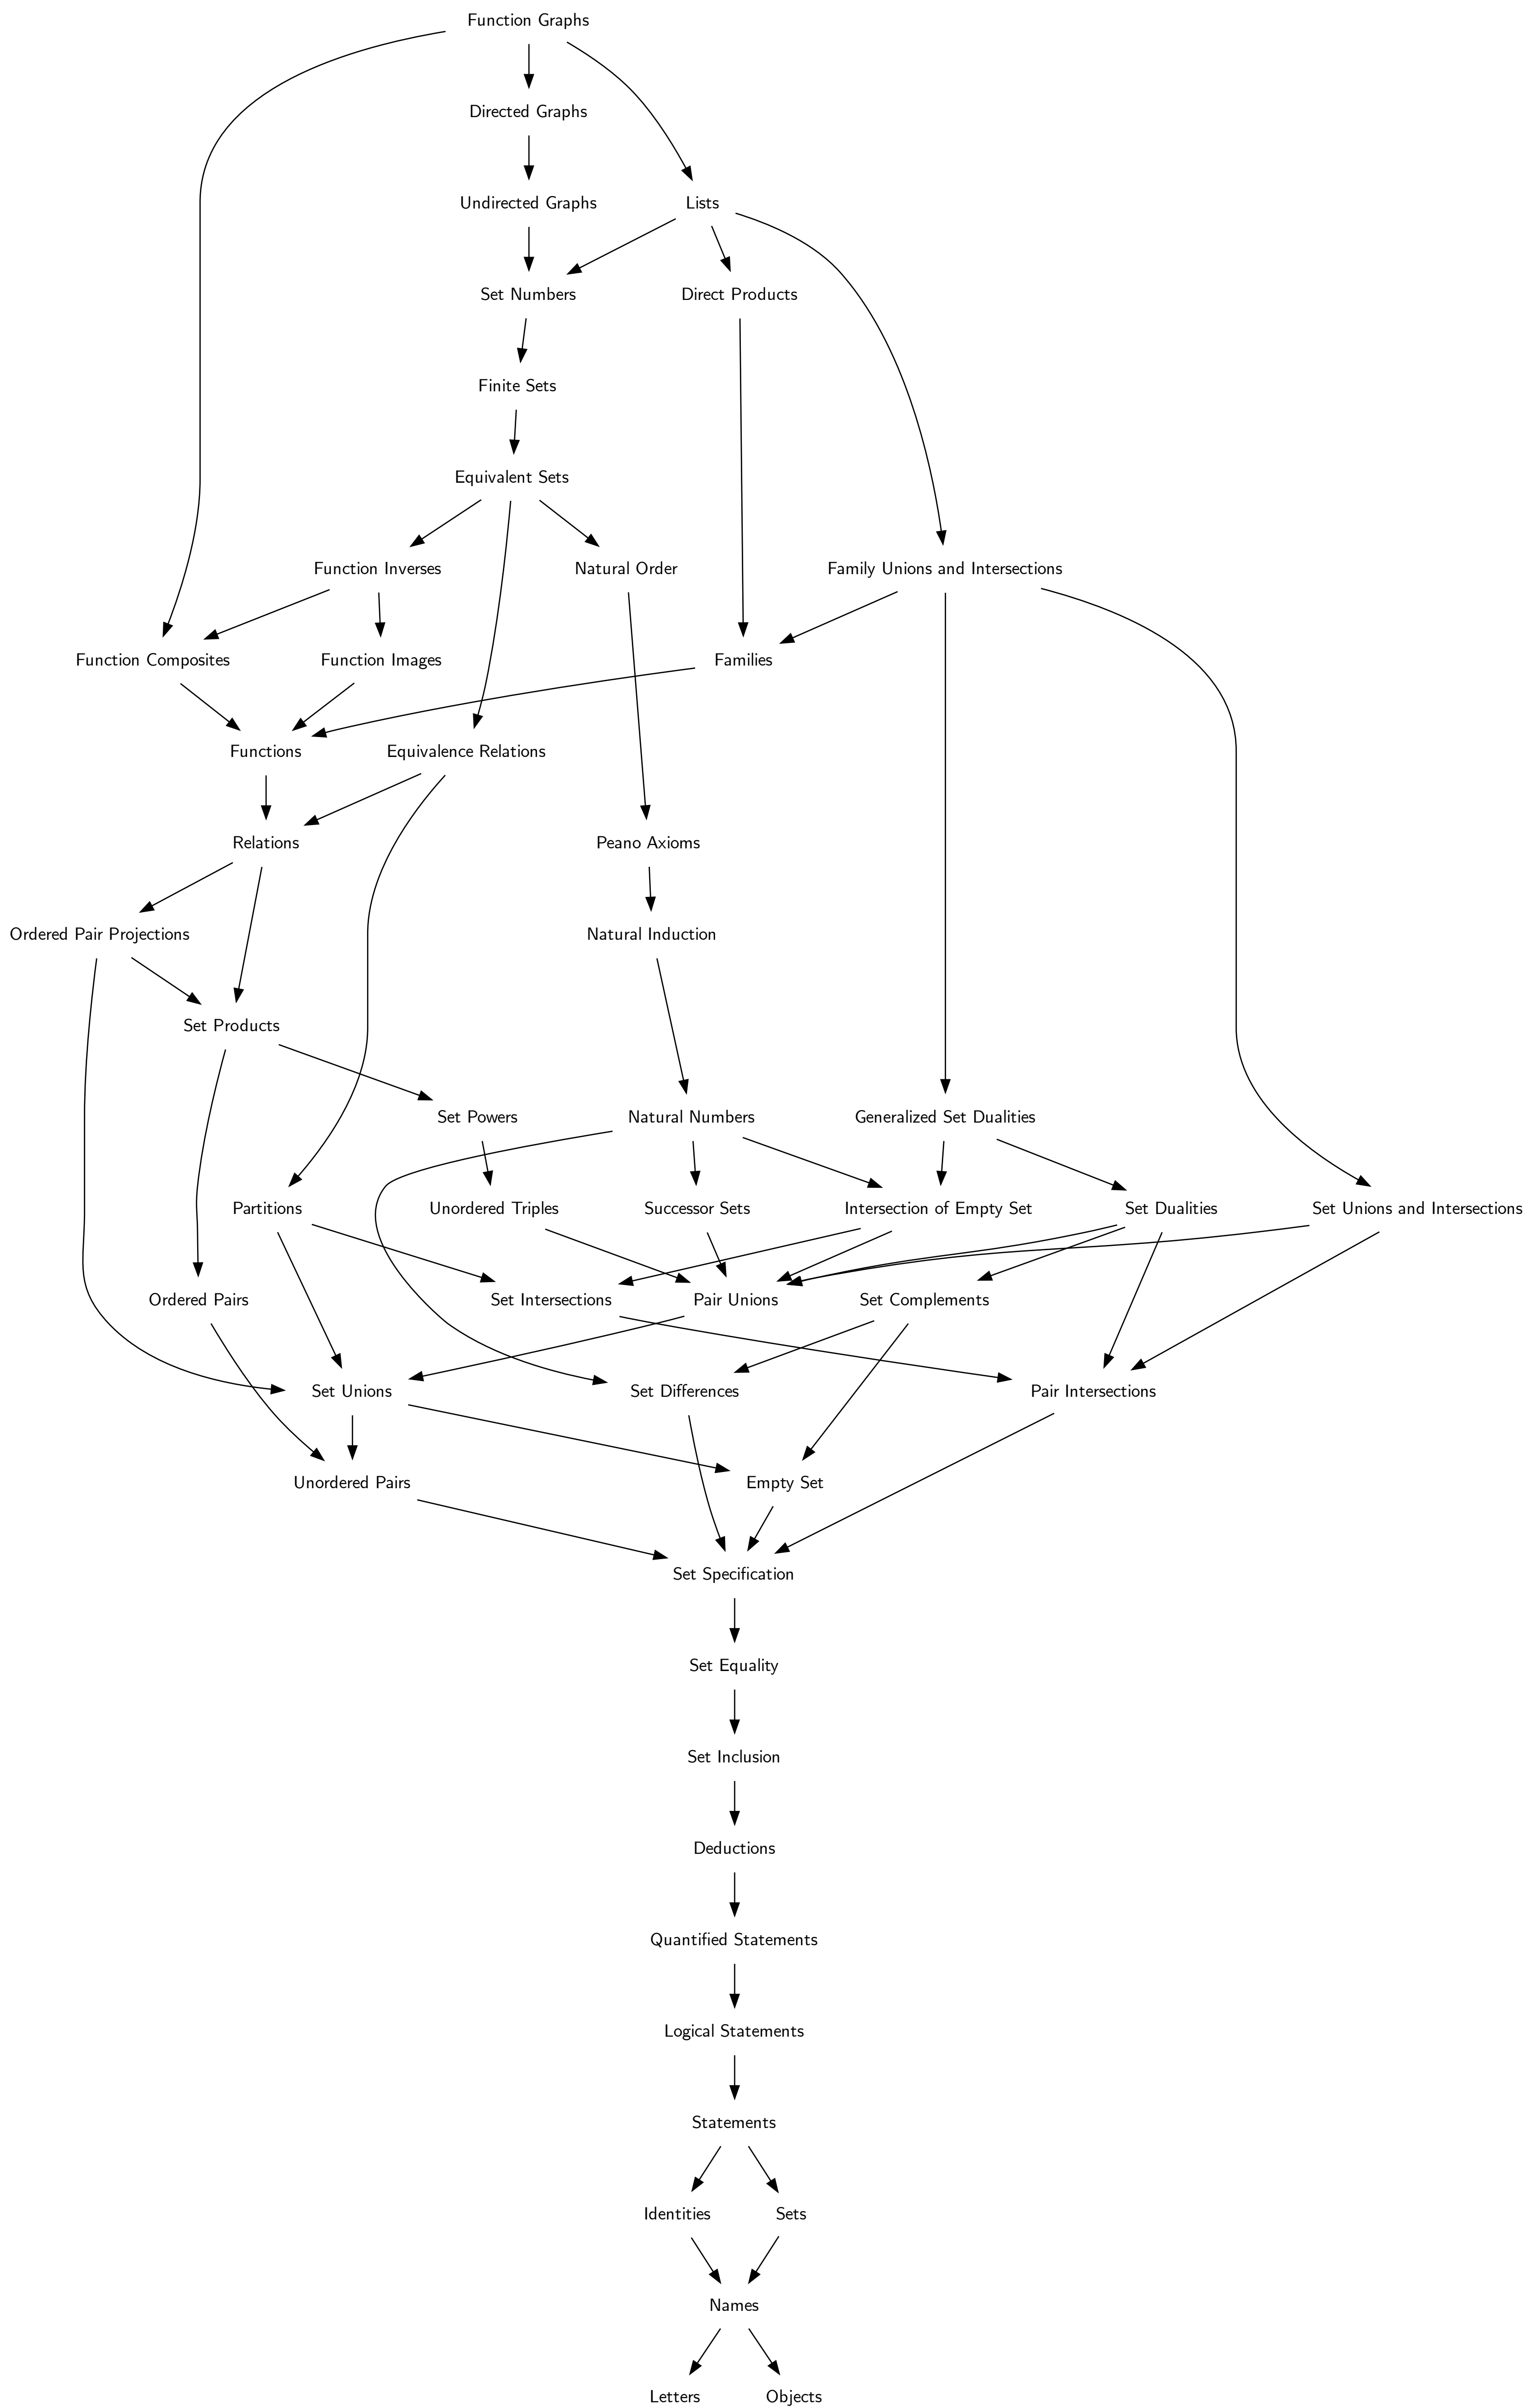 Function Graphs
Directed Graphs
Undirected Graphs
Lists
Set Numbers
Direct Products
Finite Sets
Equivalent Sets
Function Inverses
Natural Order
Family Unions and Intersections
Function Composites
Function Images
Families
Functions
Equivalence Relations
Relations
Peano Axioms
Ordered Pair Projections
Natural Induction
Set Products
Set Powers
Natural Numbers
Generalized Set Dualities
Partitions
Unordered Triples
Successor Sets
Intersection of Empty Set
Set Dualities
Set Unions and Intersections
Ordered Pairs
Set Intersections
Pair Unions
Set Complements
Set Unions
Set Differences
Pair Intersections
Unordered Pairs
Empty Set
Set Specification
Set Equality
Set Inclusion
Deductions
Quantified Statements
Logical Statements
Statements
Identities
Sets
Names
Letters
Objects